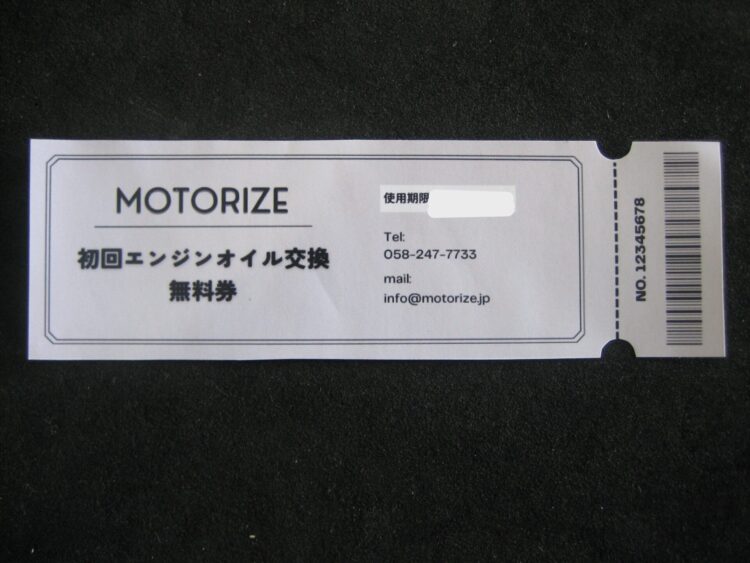 MOTORIZE
初回エンジンオイル交換
無料券
使用期限
Tel:
058-247-7733
mail:
info@motorize.jp
NO. 12345678